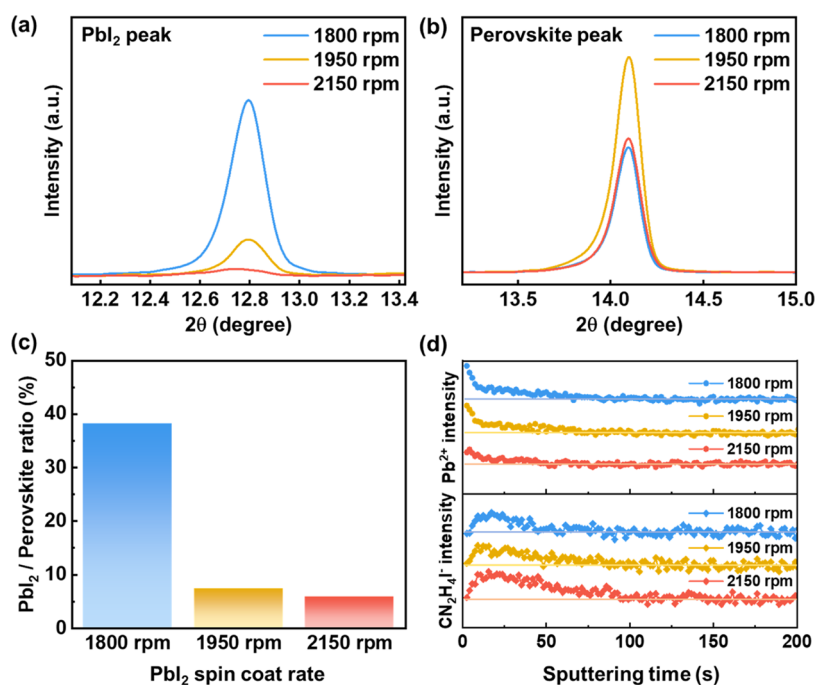 (a)
PbI₂ peak
1800 rpm
1950 rpm
2150 rpm
Intensity (a.u.)
12.2 12.4 12.6 12.8 13.0 13.2 13.4
2θ (degree)
(b)
Perovskite peak
1800 rpm
1950 rpm
2150 rpm
Intensity (a.u.)
13.5 14.0 14.5 15.0
2θ (degree)
(c)
PbI₂ / Perovskite ratio (%)
50
40
30
20
10
0
1800 rpm 1950 rpm 2150 rpm
PbI₂ spin coat rate
(d)
Pb²⁺ intensity
1800 rpm
1950 rpm
2150 rpm
CN₂H₄I⁻ intensity
1800 rpm
1950 rpm
2150 rpm
0 50 100 150 200
Sputtering time (s)